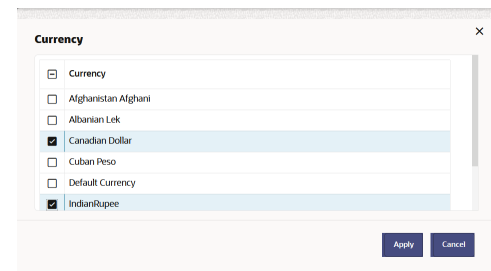 Currency
Currency
Afghanistan Afghani
Albanian Lek
Canadian Dollar
Cuban Peso
Default Currency
IndianRupee
Apply Cancel